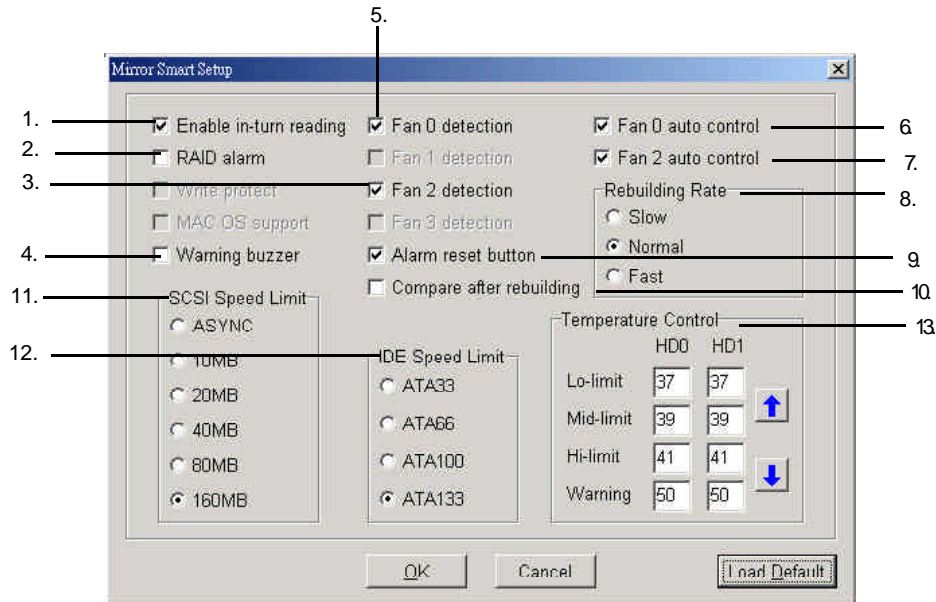 5.
Mirror Smart Setup
1.
Enable in-turn reading
Fan 0 detection
Fan 0 auto control
6.
2.
RAID alarm
Fan 1 detection
Fan 2 auto control
7.
3.
Write protect
Fan 2 detection
Rebuilding Rate
8.
MAC OS support
Fan 3 detection
Slow
4.
Warning buzzer
Alarm reset button
Normal
9.
Compare after rebuilding
Fast
10.
11.
SCSI Speed Limit
ASYNC
10MB
20MB
40MB
80MB
160MB
12.
IDE Speed Limit
ATA33
ATA66
ATA100
ATA133
Temperature Control
13.
HD0 HD1
Lo-limit 37 37
Mid-limit 39 39
Hi-limit 41 41
Warning 50 50
OK
Cancel
Load Default